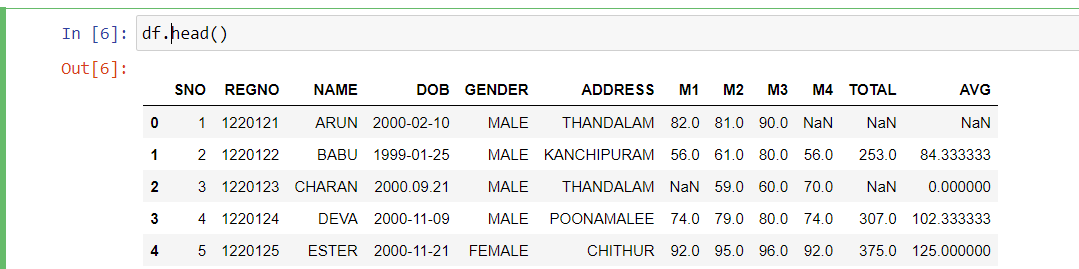 In [6]: df.head()
Out[6]:
SNO REGNO NAME DOB GENDER ADDRESS M1 M2 M3 M4 TOTAL AVG
0 1 1220121 ARUN 2000-02-10 MALE THANDALAM 82.0 81.0 90.0 NaN NaN NaN
1 2 1220122 BABU 1999-01-25 MALE KANCHIPURAM 56.0 61.0 80.0 56.0 253.0 84.333333
2 3 1220123 CHARAN 2000.09.21 MALE THANDALAM NaN 59.0 60.0 70.0 NaN 0.000000
3 4 1220124 DEVA 2000-11-09 MALE POONAMALEE 74.0 79.0 80.0 74.0 307.0 102.333333
4 5 1220125 ESTER 2000-11-21 FEMALE CHITHUR 92.0 95.0 96.0 92.0 375.0 125.000000